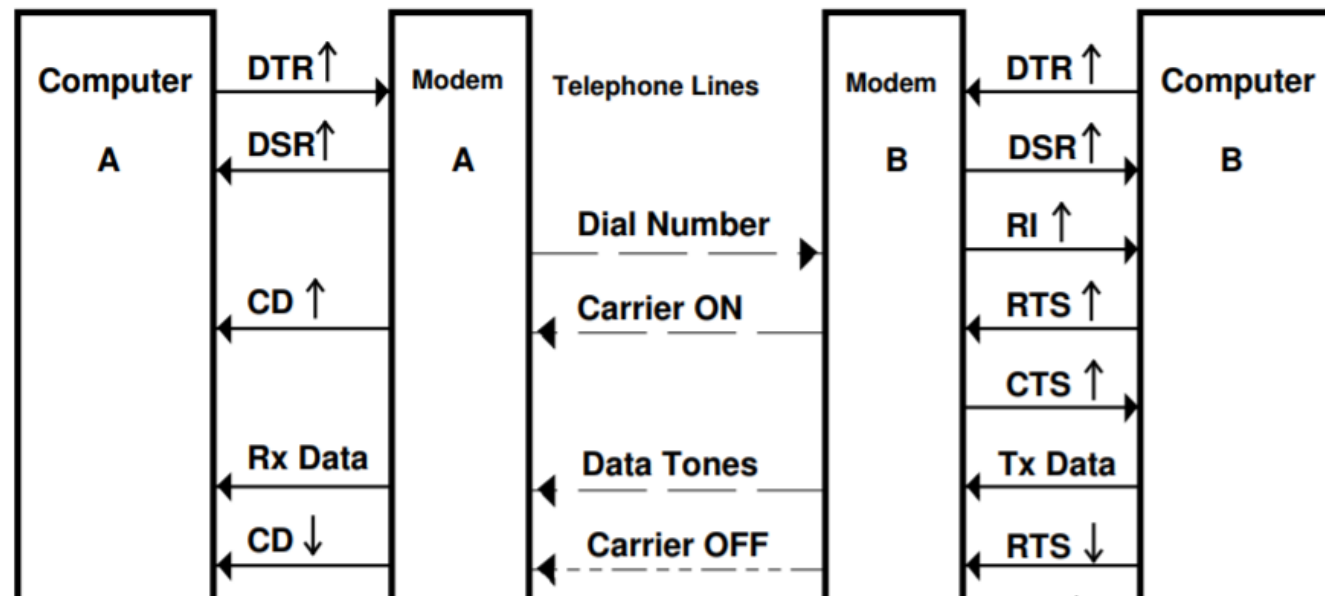 Computer
A
DTR↑
Modem
A
Telephone Lines
Modem
B
DTR↑
Computer
B
DSR↑
DSR↑
Dial Number
RI ↑
CD ↑
Carrier ON
RTS ↑
CTS ↑
Rx Data
Data Tones
Tx Data
CD ↓
Carrier OFF
RTS ↓